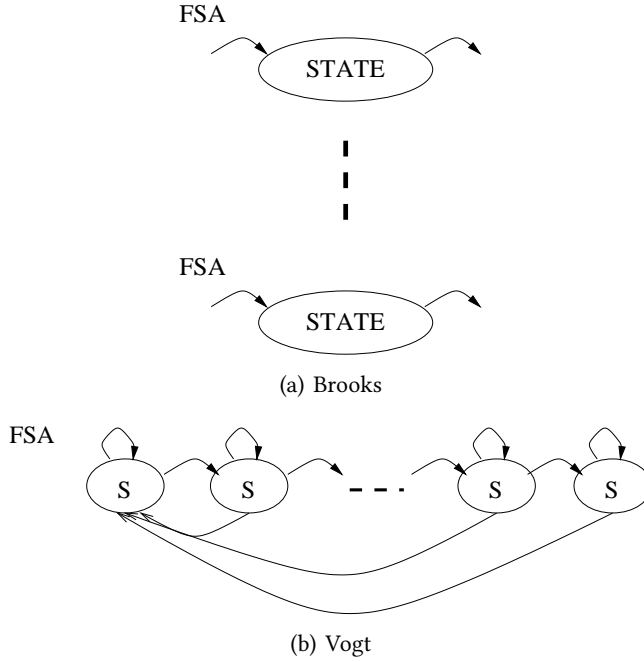 FSA
STATE
FSA
STATE
(a) Brooks
FSA
S S S S
(b) Vogt